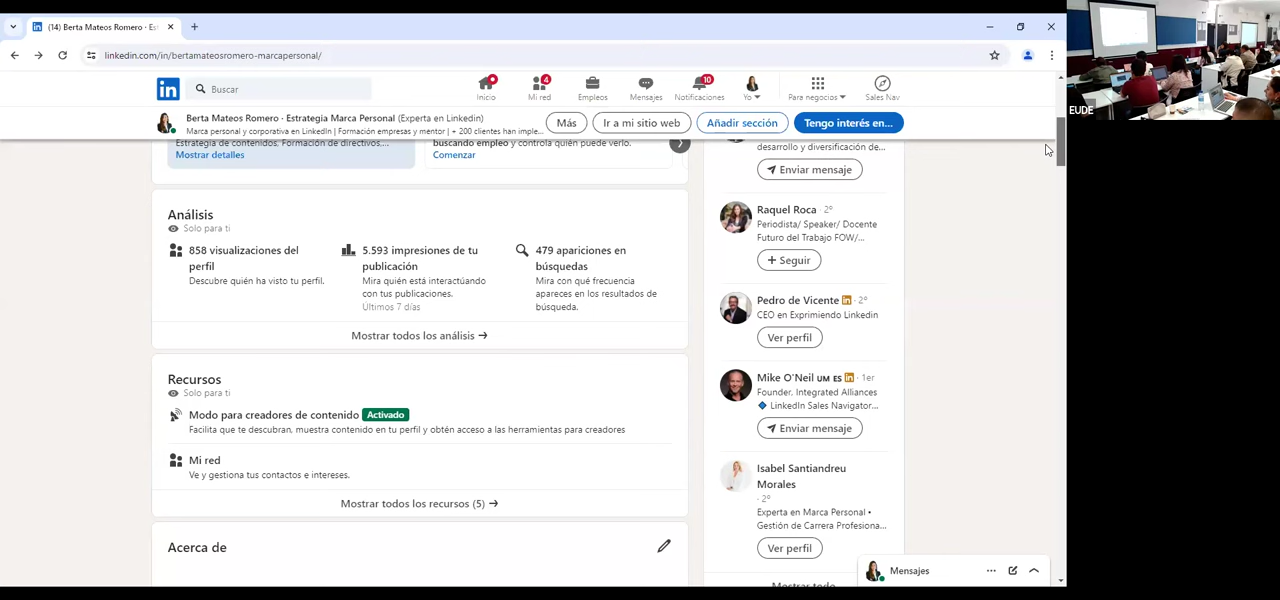 (14) Berta Mateos Romero · Es
linkedin.com/in/bertamateosromero-marcapersonal/
in
Buscar
Inicio
4
Mi red
Empleos
Mensajes
10
Notificaciones
Yo
Para negocios
Sales Nav
Berta Mateos Romero · Estrategia Marca Personal (Experta en Linkedin)
Marca personal y corporativa en LinkedIn | Formación empresas y mentor | + 200 clientes han imple...
Más
Ir a mi sitio web
Añadir sección
Tengo interés en...
Estrategia de contenidos, Formación de directivos,...
Mostrar detalles
buscando empleo y controla quién puede verlo.
Comenzar
Análisis
Solo para ti
858 visualizaciones del
perfil
Descubre quién ha visto tu perfil.
5.593 impresiones de tu
publicación
Mira quién está interactúando
con tus publicaciones.
Últimos 7 días
479 apariciones en
búsquedas
Mira con qué frecuencia
apareces en los resultados de
búsqueda.
Mostrar todos los análisis →
Recursos
Solo para ti
Modo para creadores de contenido Activado
Facilita que te descubran, muestra contenido en tu perfil y obtén acceso a las herramientas para creadores
Mi red
Ve y gestiona tus contactos e intereses.
Mostrar todos los recursos (5) →
Acerca de
desarrollo y diversificación de...
Enviar mensaje
Raquel Roca · 2º
Periodista/ Speaker/ Docente
Futuro del Trabajo FOW/...
+ Seguir
Pedro de Vicente in · 2º
CEO en Exprimiendo Linkedin
Ver perfil
Mike O'Neil UM ES in · 1er
Founder, Integrated Alliances
🔷 LinkedIn Sales Navigator...
Enviar mensaje
Isabel Santiandreu
Morales
· 2º
Experta en Marca Personal •
Gestión de Carrera Profesiona...
Ver perfil
Mostrar todo
Mensajes
EUDE